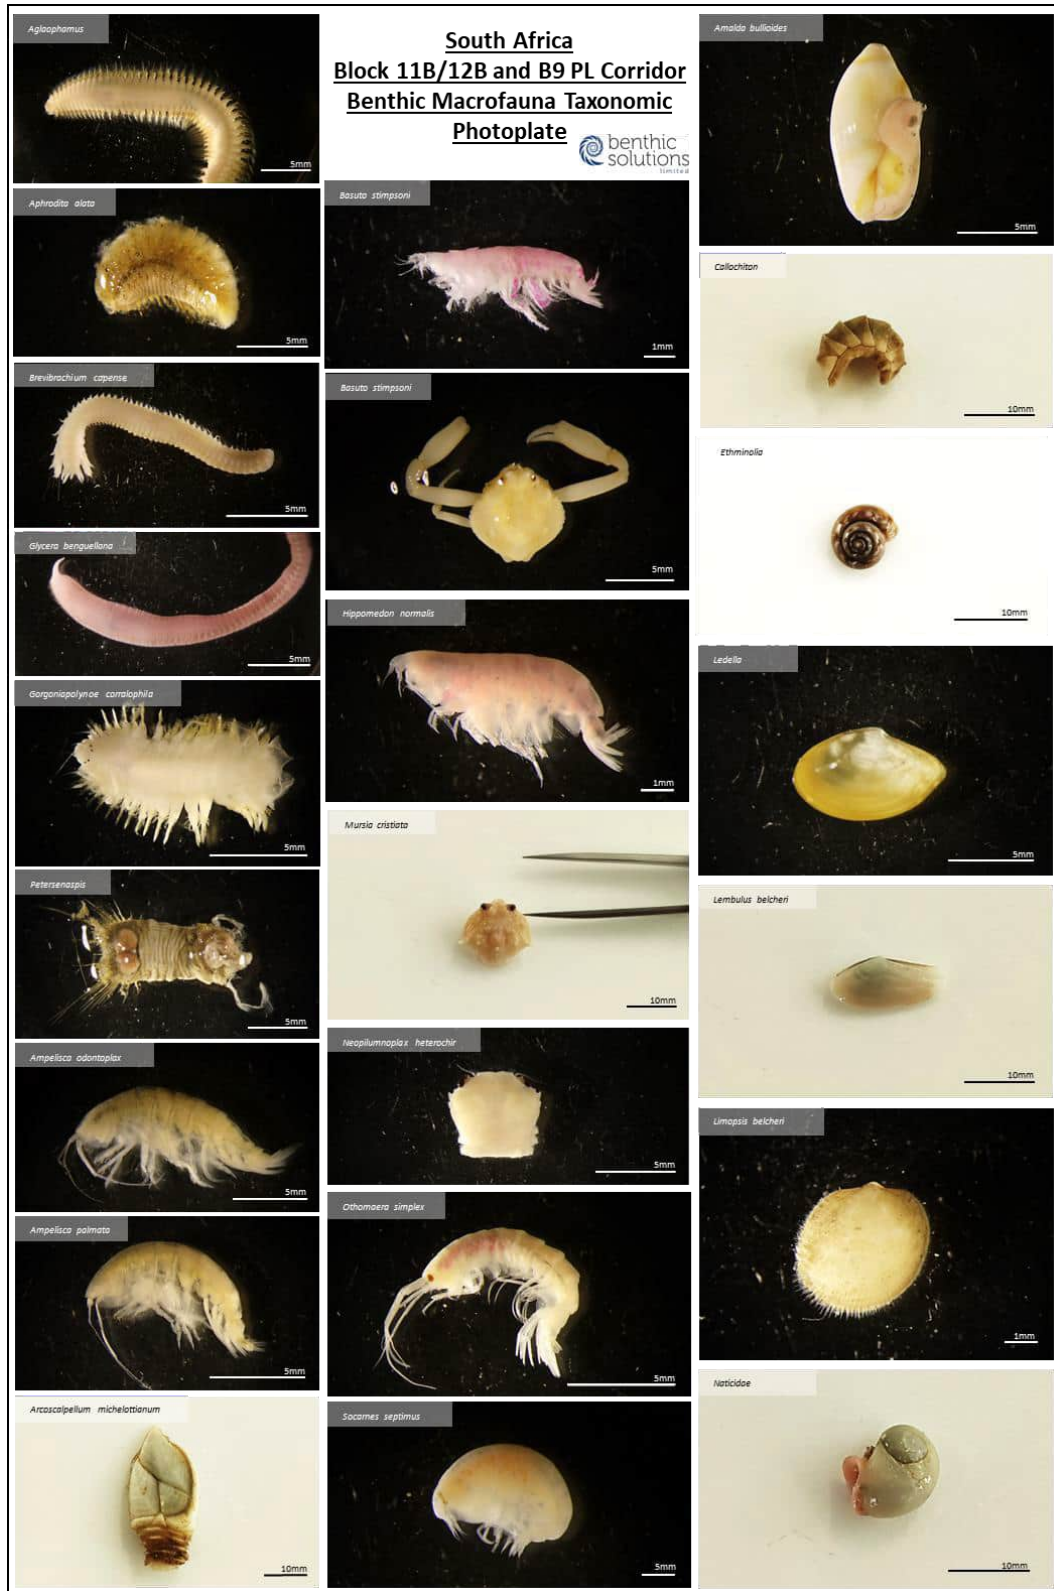 South Africa
Block 11B/12B and B9 PL Corridor
Benthic Macrofauna Taxonomic
Photoplate
benthic
solutions
limited
Aglaophamus
5mm
Aphrodita alata
5mm
Brevibrachium capense
5mm
Glycera benguellana
5mm
Gorgoniapolynoe corralophila
5mm
Petersenaspis
5mm
Ampelisca odontoplax
5mm
Ampelisca palmata
5mm
Arcoscalpellum michelottianum
10mm
Basuto stimpsoni
1mm
Basuto stimpsoni
5mm
Hippomedon normalis
1mm
Mursia cristiata
10mm
Neopilumnoplax heterochir
5mm
Othomaera simplex
5mm
Socarnes septimus
5mm
Amalda bullioides
5mm
Callochiton
10mm
Ethminolia
10mm
Ledella
5mm
Lembulus belcheri
10mm
Limopsis belcheri
1mm
Naticidae
10mm